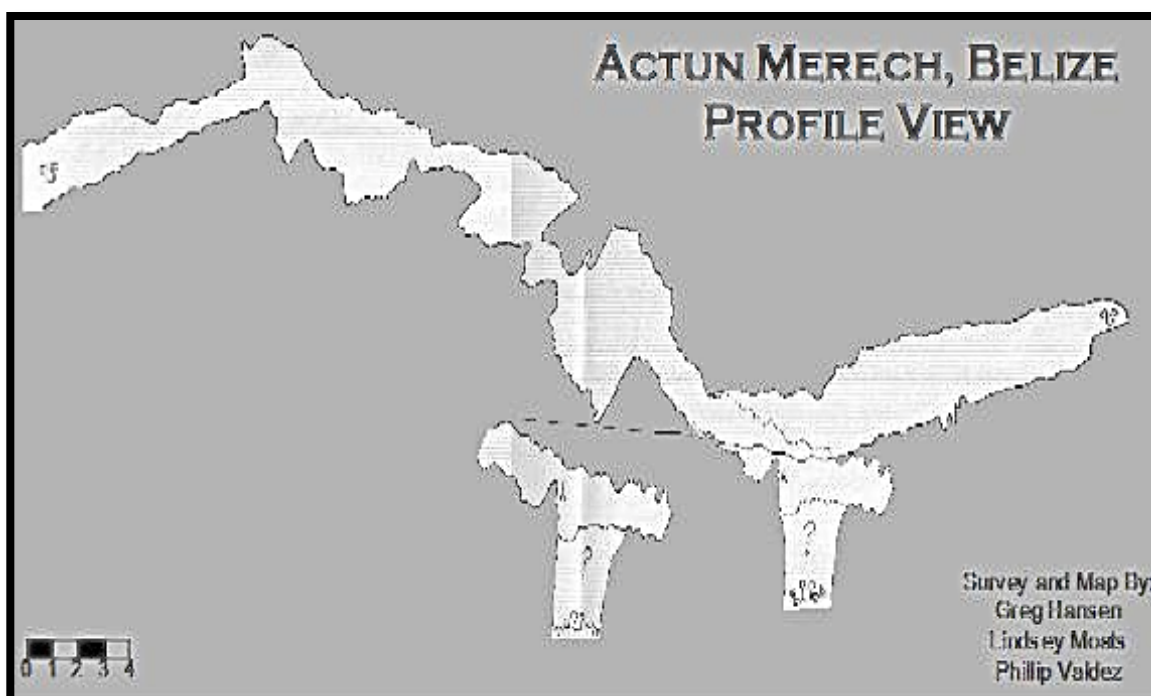 ACTUN MERECH, BELIZE
PROFILE VIEW
?
?
Survey and Map By:
Greg Hansen
Lindsey Moats
Phillip Valdez
0 1 2 3 4